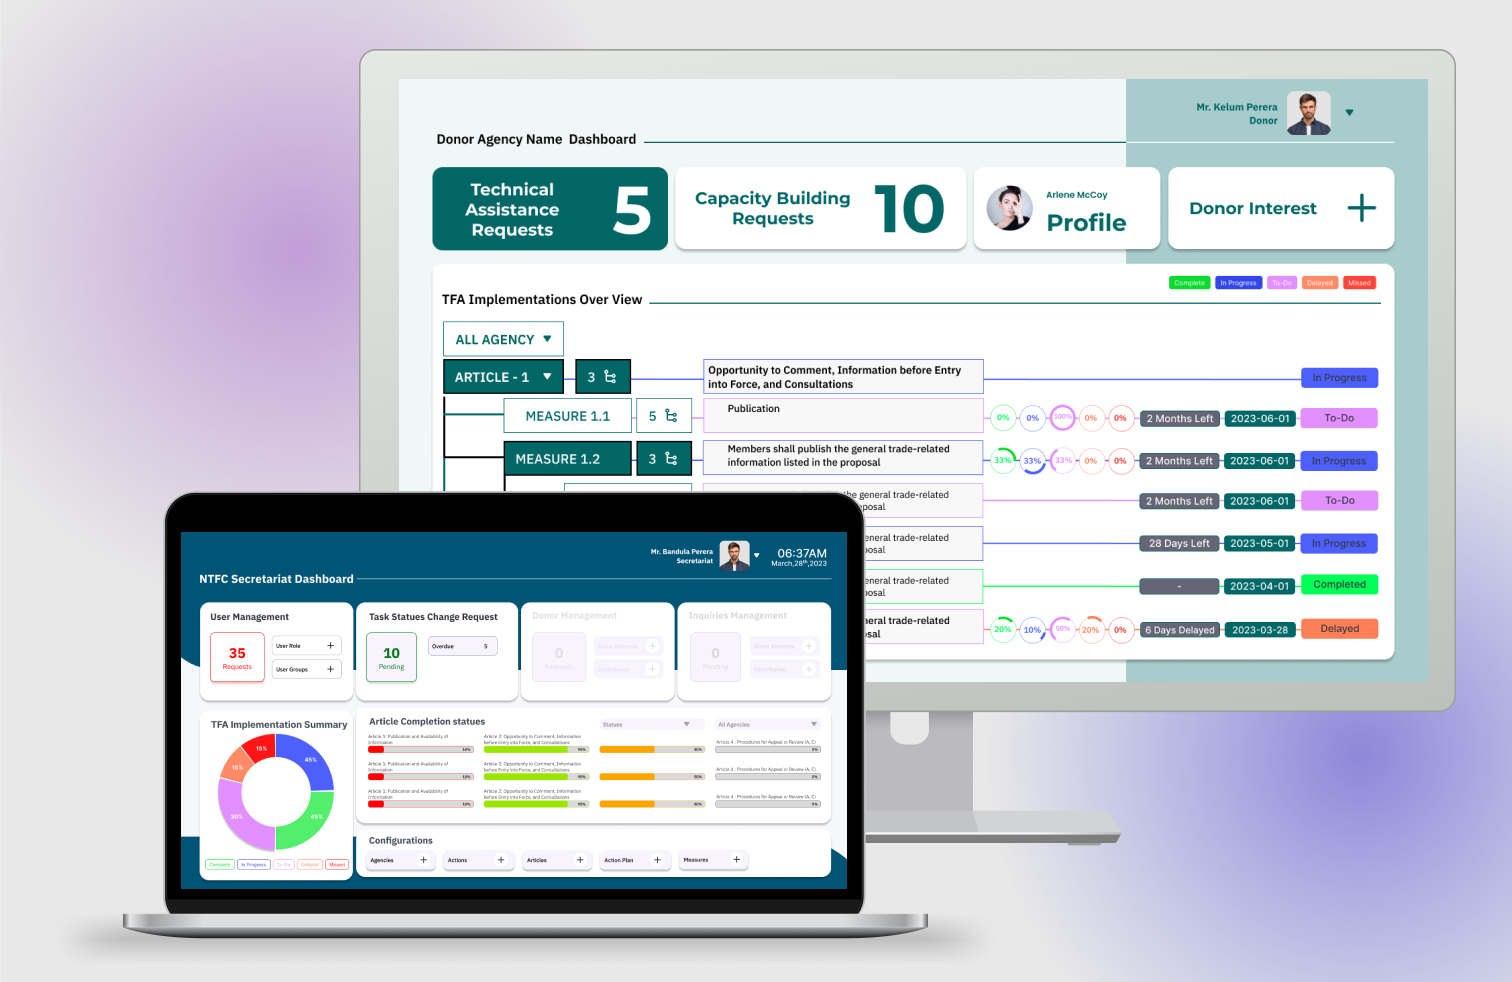 Mr. Kelum Perera
Donor
Donor Agency Name Dashboard
Technical
Assistance
Requests
5
Capacity Building
Requests
10
Arlene McCoy
Profile
Donor Interest
Complete In Progress To-Do Delayed Missed
TFA Implementations Over View
ALL AGENCY
ARTICLE - 1 3
Opportunity to Comment, Information before Entry
into Force, and Consultations
In Progress
MEASURE 1.1 5
Publication
0% 0% 100% 0% 0% 2 Months Left 2023-06-01 To-Do
MEASURE 1.2 3
Members shall publish the general trade-related
information listed in the proposal
33% 33% 33% 0% 0% 2 Months Left 2023-06-01 In Progress
the general trade-related
2 Months Left 2023-06-01 To-Do
general trade-related
28 Days Left 2023-05-01 In Progress
general trade-related
- 2023-04-01 Completed
20% 10% 50% 20% 0% 6 Days Delayed 2023-03-28 Delayed
Mr. Bandula Perera
Secretariat
06:37AM
March,28th,2023
NTFC Secretariat Dashboard
User Management
35
Requests
User Role
User Groups
Task Statues Change Request
10
Pending
Overdue 5
Donor Management
0
Requests
Donor Interests
Contribution
Inquiries Management
0
Pending
Donor Interests
Contribution
TFA Implementation Summary
15%
45%
15%
30%
45%
Complete In Progress To-Do Delayed Missed
Article Completion statues
Statues
All Agencies
Article 1: Publication and Availability of
Information
10%
Article 2: Opportunity to Comment, Information
before Entry into Force, and Consultations
90%
50%
Article 4 : Procedures for Appeal or Review (A, C)
0%
Article 1: Publication and Availability of
Information
10%
Article 2: Opportunity to Comment, Information
before Entry into Force, and Consultations
90%
50%
Article 4 : Procedures for Appeal or Review (A, C)
0%
Article 1: Publication and Availability of
Information
10%
Article 2: Opportunity to Comment, Information
before Entry into Force, and Consultations
90%
50%
Article 4 : Procedures for Appeal or Review (A, C)
0%
Configurations
Agencies
Actions
Articles
Action Plan
Measures